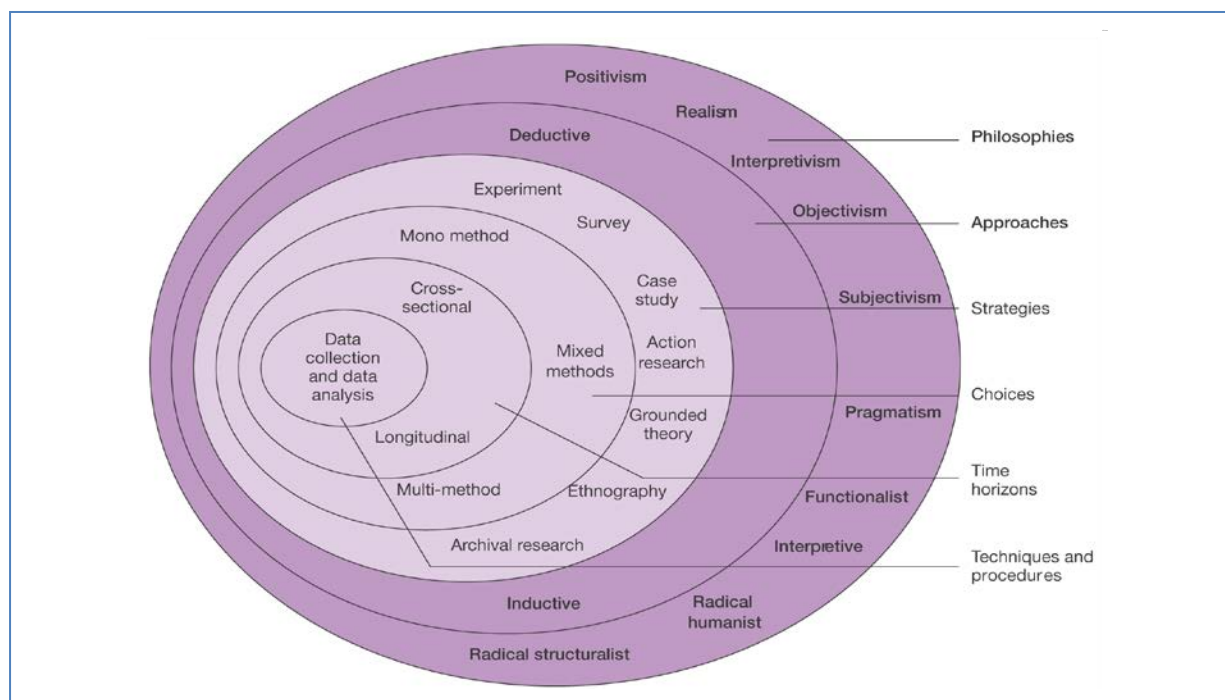 Positivism
Realism
Deductive
Philosophies
Interpretivism
Experiment
Objectivism
Survey
Approaches
Mono method
Case
study
Cross-
sectional
Subjectivism
Strategies
Data
collection
and data
analysis
Mixed
methods
Action
research
Choices
Pragmatism
Grounded
theory
Longitudinal
Time
horizons
Multi-method
Ethnography
Functionalist
Archival research
Interpretive
Techniques and
procedures
Inductive
Radical
humanist
Radical structuralist